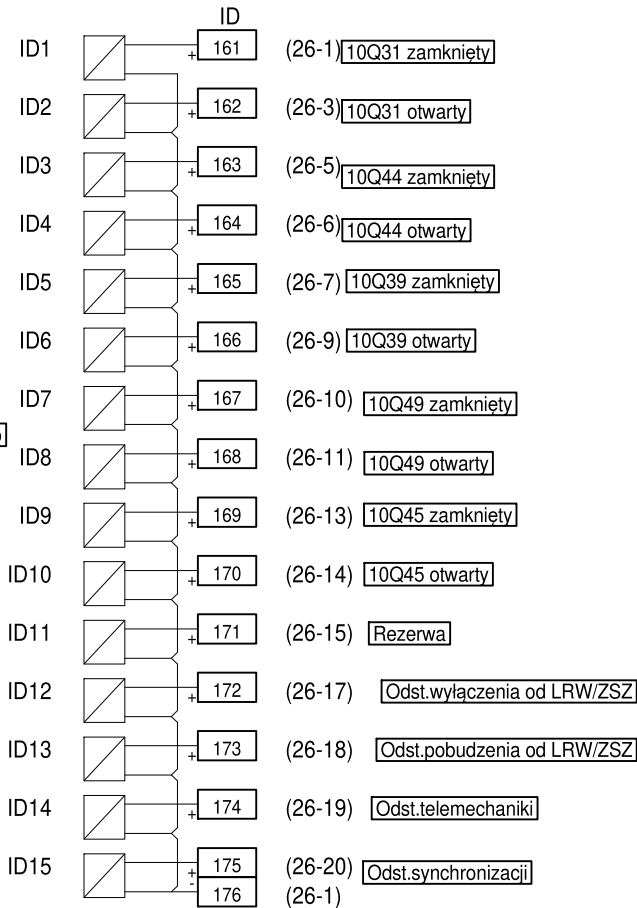 ID
ID1 + 161 (26-1) 10Q31 zamknięty
ID2 + 162 (26-3) 10Q31 otwarty
ID3 + 163 (26-5) 10Q44 zamknięty
ID4 + 164 (26-6) 10Q44 otwarty
ID5 + 165 (26-7) 10Q39 zamknięty
ID6 + 166 (26-9) 10Q39 otwarty
ID7 + 167 (26-10) 10Q49 zamknięty
ID8 + 168 (26-11) 10Q49 otwarty
ID9 + 169 (26-13) 10Q45 zamknięty
ID10 + 170 (26-14) 10Q45 otwarty
ID11 + 171 (26-15) Rezerwa
ID12 + 172 (26-17) Odst.wyłączenia od LRW/ZSZ
ID13 + 173 (26-18) Odst.pobudzenia od LRW/ZSZ
ID14 + 174 (26-19) Odst.telemechaniki
ID15 + 175 (26-20) Odst.synchronizacji
- 176 (26-1)